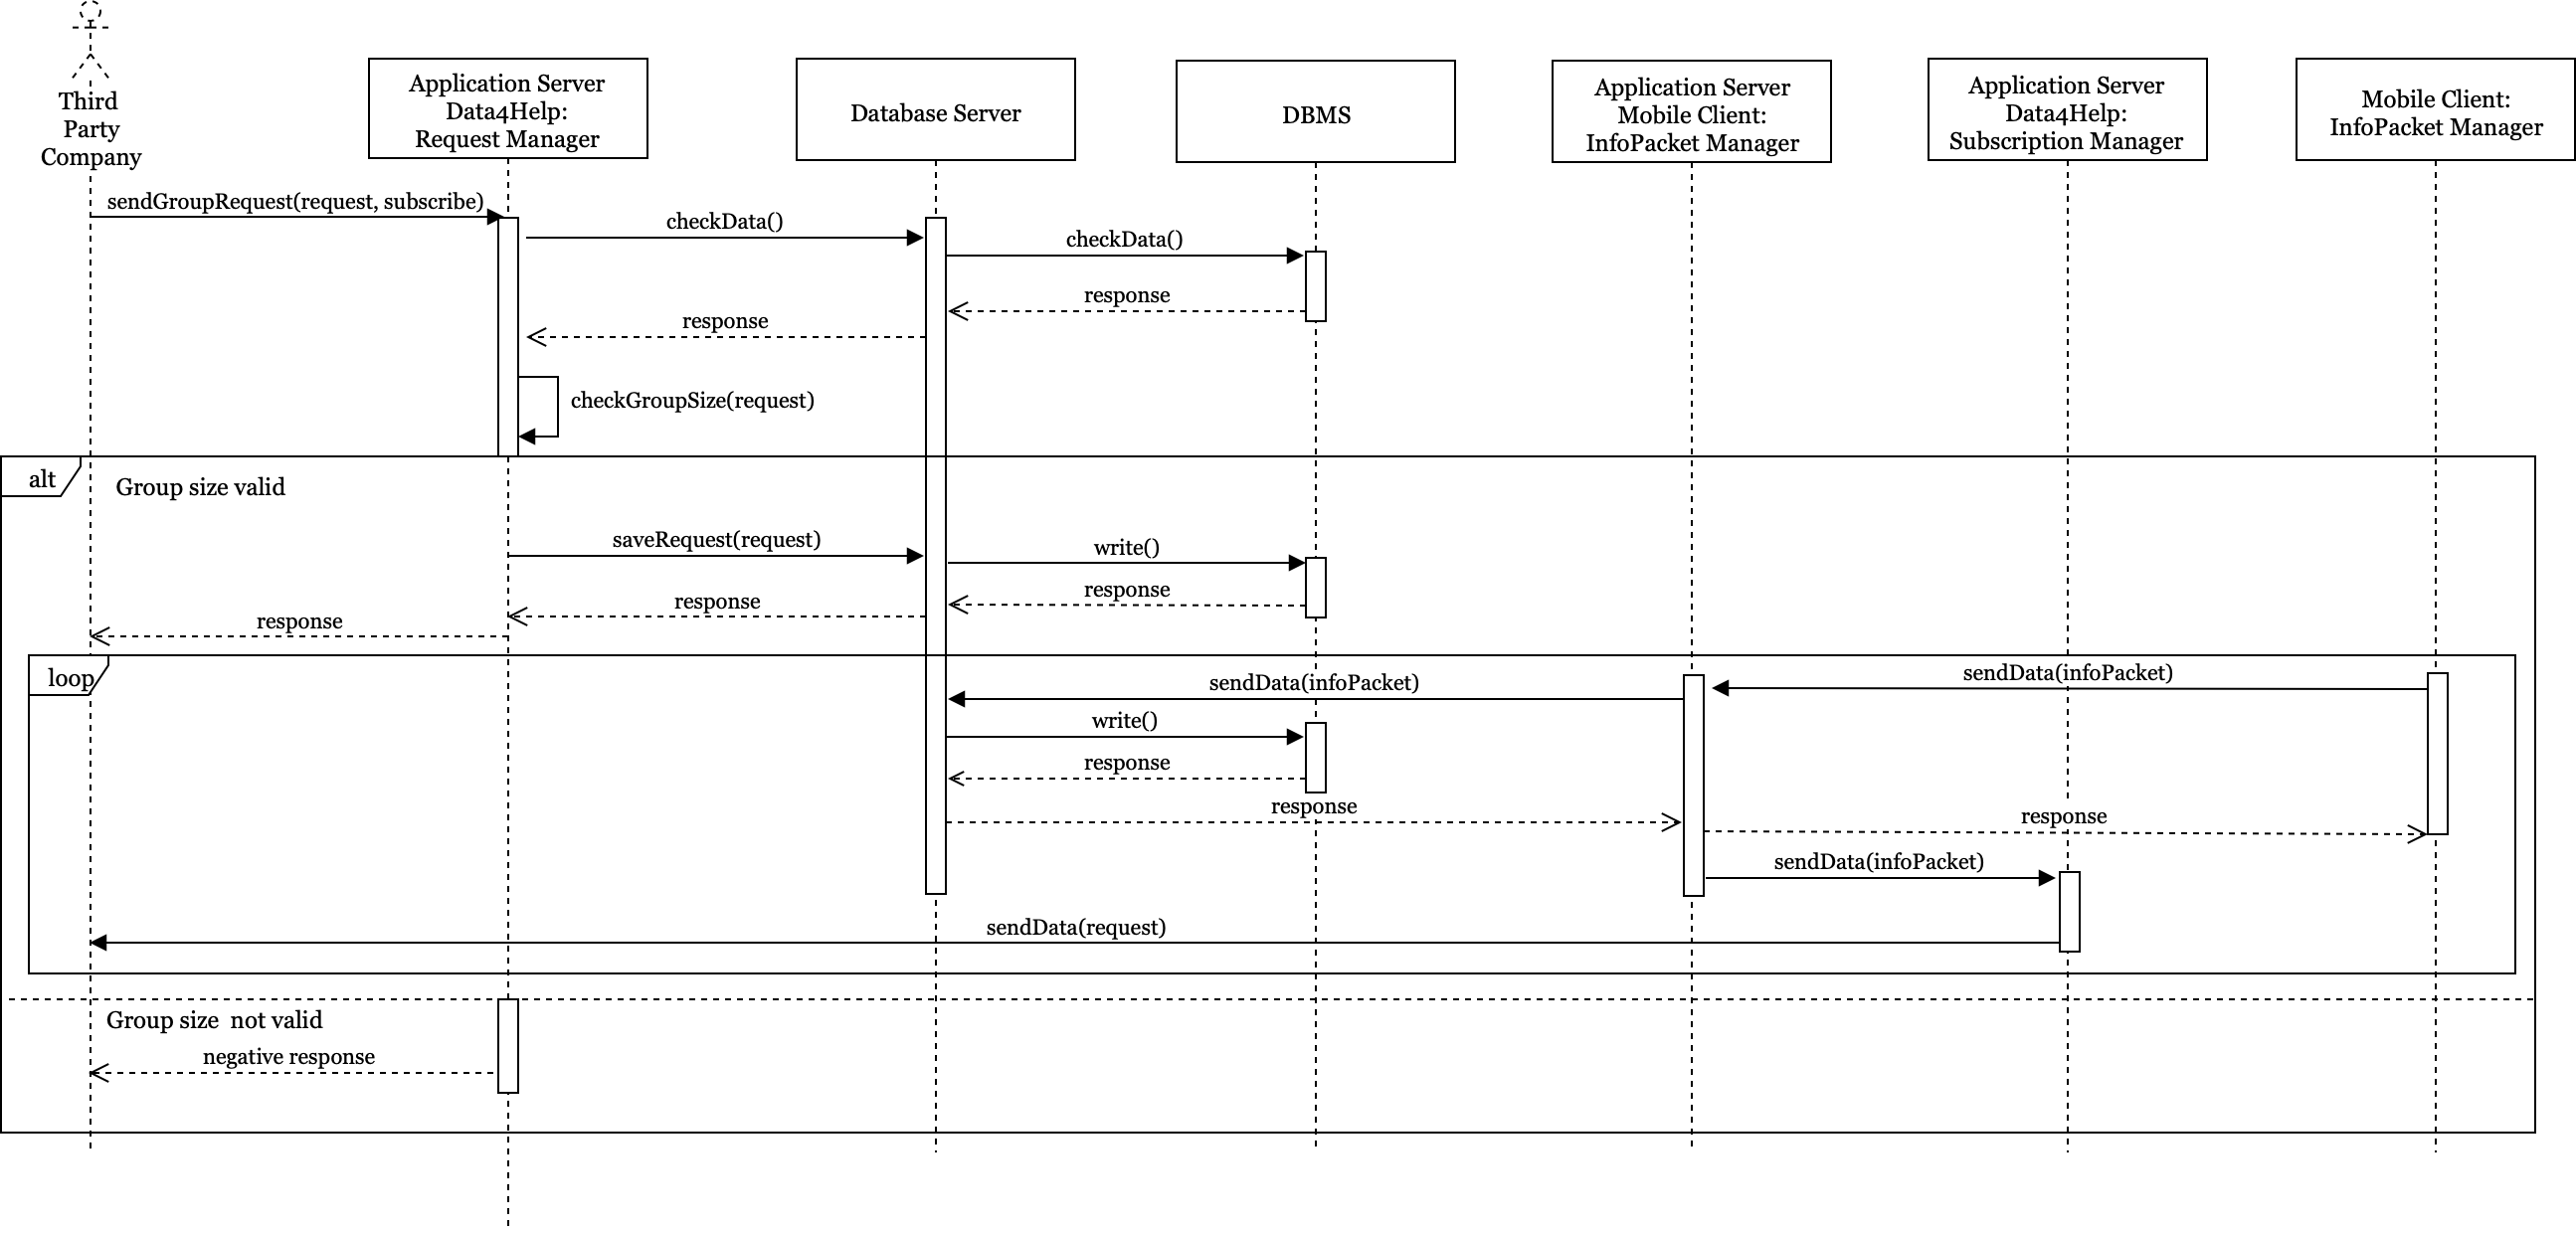 Third
Party
Company
Application Server
Data4Help:
Request Manager
Database Server
DBMS
Application Server
Mobile Client:
InfoPacket Manager
Application Server
Data4Help:
Subscription Manager
Mobile Client:
InfoPacket Manager
sendGroupRequest(request, subscribe)
checkData()
checkData()
response
response
checkGroupSize(request)
alt
Group size valid
saveRequest(request)
write()
response
response
response
loop
sendData(infoPacket)
sendData(infoPacket)
write()
response
response
response
sendData(infoPacket)
sendData(request)
Group size  not valid
negative response